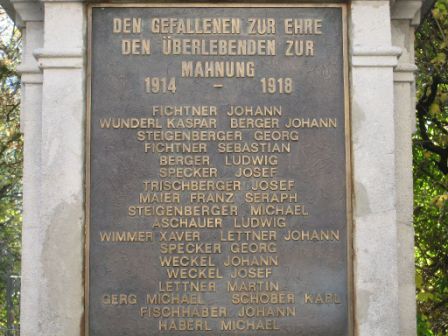 DEN GEFALLENEN ZUR EHRE
DEN ÜBERLEBENDEN ZUR
MAHNUNG
1914 - 1918
FICHTNER JOHANN
WUNDERL KASPAR BERGER JOHANN
STEIGENBERGER GEORG
FICHTNER SEBASTIAN
BERGER LUDWIG
SPECKER JOSEF
TRISCHBERGER JOSEF
MAIER FRANZ SERAPH
STEIGENBERGER MICHAEL
ASCHAUER LUDWIG
WIMMER XAVER LETTNER JOHANN
SPECKER GEORG
WECKEL JOHANN
WECKEL JOSEF
LETTNER MARTIN
GERG MICHAEL SCHOBER KARL
FISCHHABER JOHANN
HABERL MICHAEL